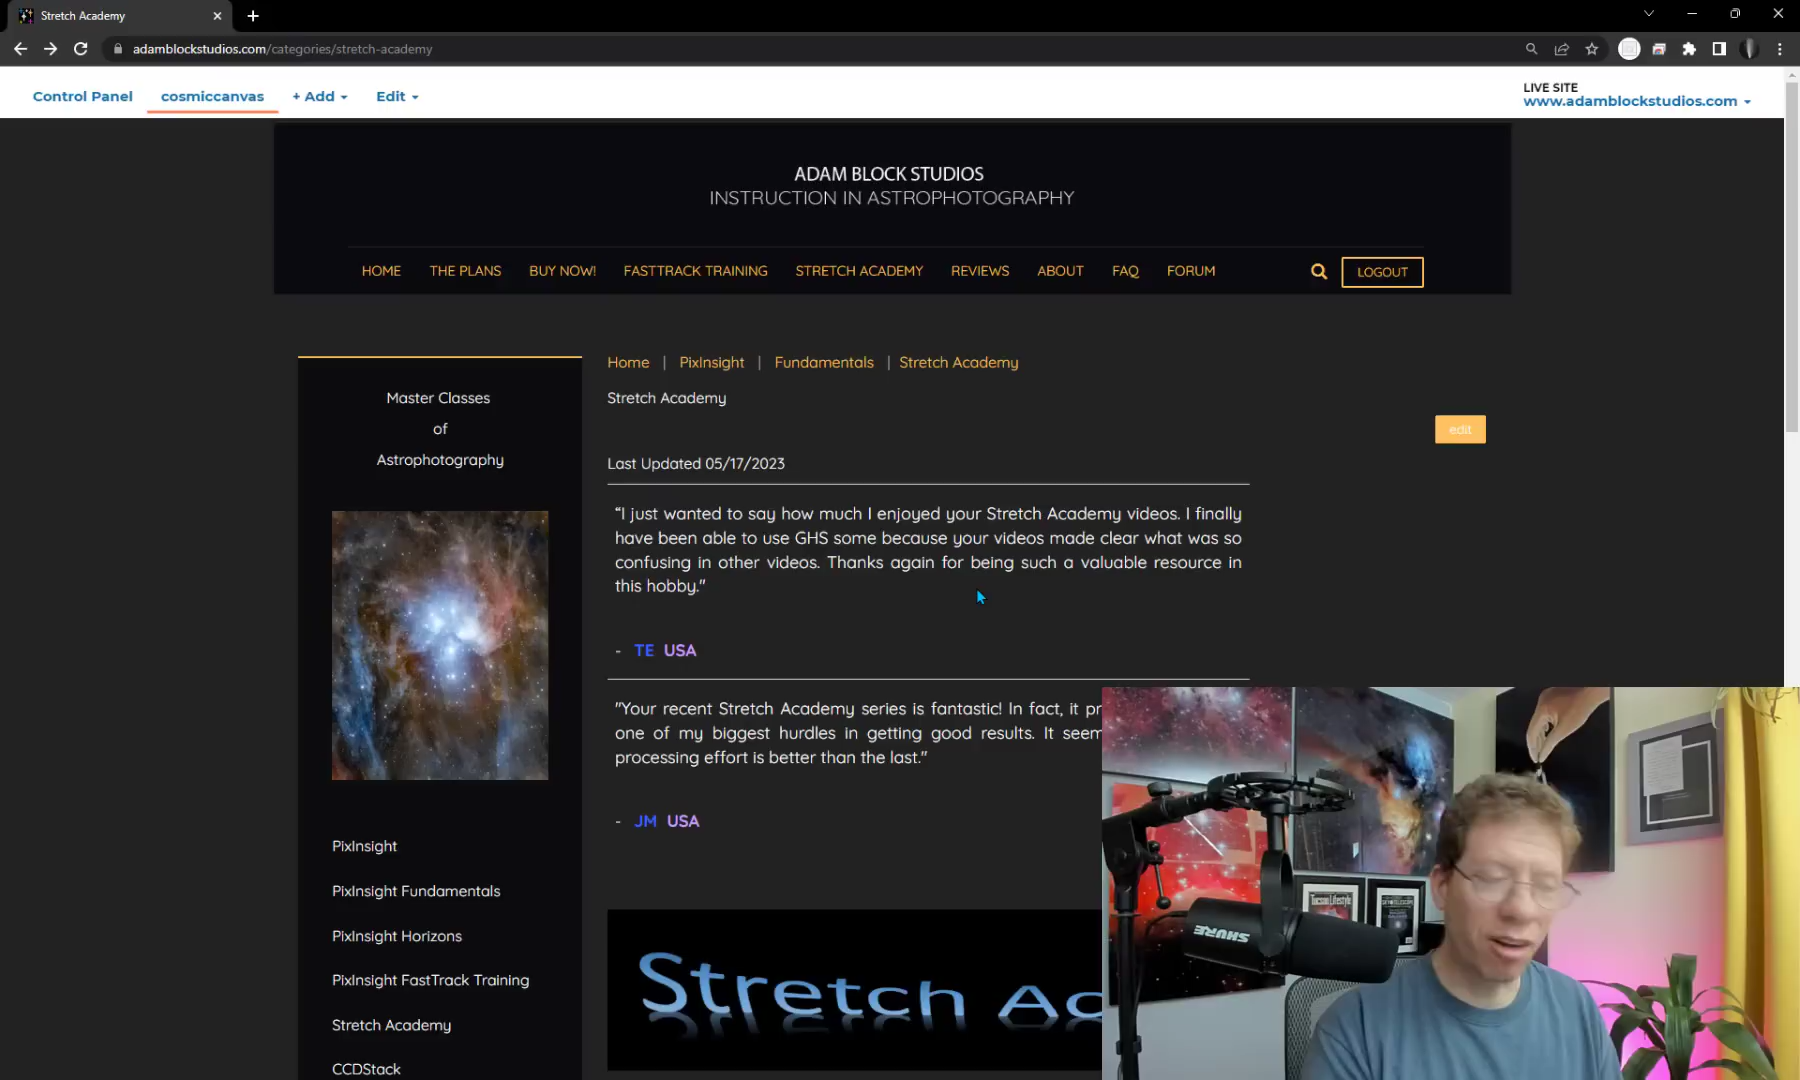 Stretch Academy
adamblockstudios.com/categories/stretch-academy
Control Panel
cosmiccanvas
+ Add
Edit
LIVE SITE
www.adamblockstudios.com
ADAM BLOCK STUDIOS
INSTRUCTION IN ASTROPHOTOGRAPHY
HOME
THE PLANS
BUY NOW!
FASTTRACK TRAINING
STRETCH ACADEMY
REVIEWS
ABOUT
FAQ
FORUM
LOGOUT
Master Classes
of
Astrophotography
PixInsight
PixInsight Fundamentals
PixInsight Horizons
PixInsight FastTrack Training
Stretch Academy
CCDStack
Home | PixInsight | Fundamentals | Stretch Academy
Stretch Academy
edit
Last Updated 05/17/2023
“I just wanted to say how much I enjoyed your Stretch Academy videos. I finally
have been able to use GHS some because your videos made clear what was so
confusing in other videos. Thanks again for being such a valuable resource in
this hobby."
- TE USA
"Your recent Stretch Academy series is fantastic! In fact, it pr
one of my biggest hurdles in getting good results. It seem
processing effort is better than the last."
- JM USA
Stretch Ac
SHURE
Tucson Lifestyle